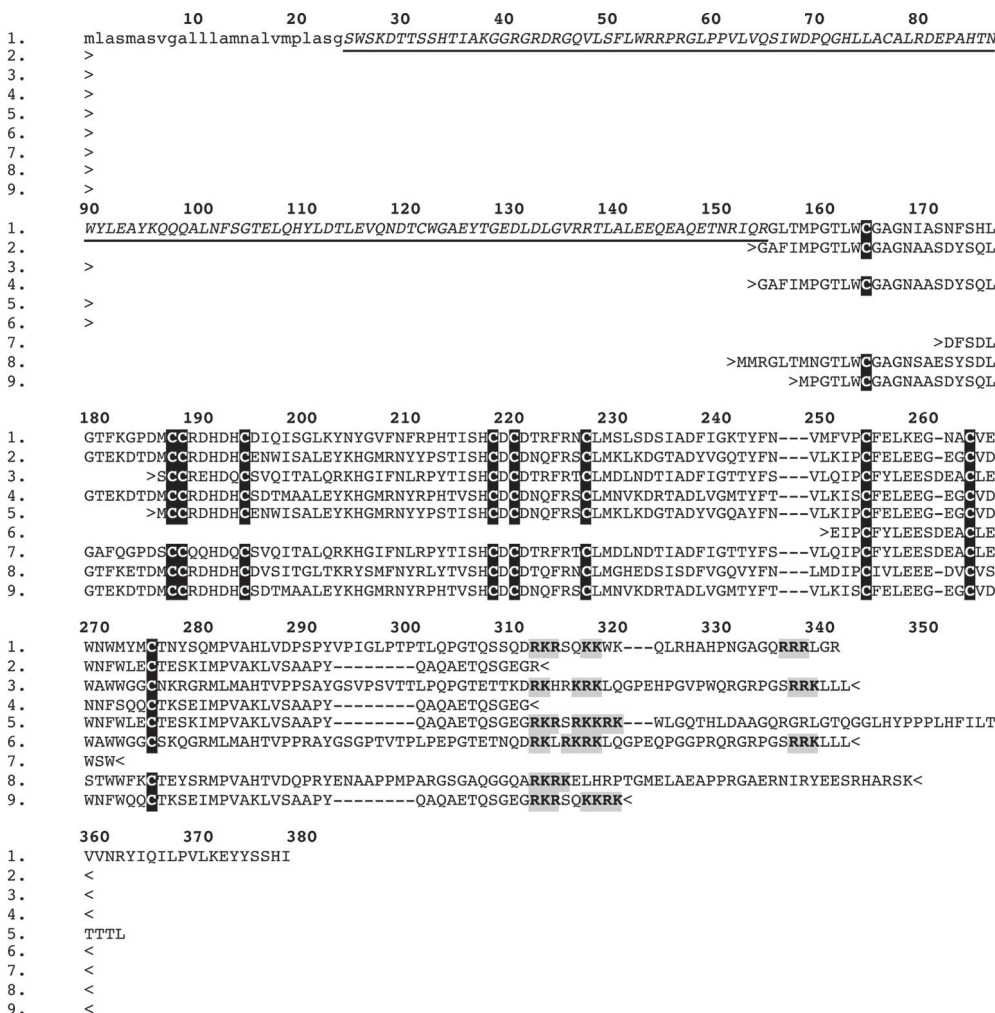 10 20 30 40 50 60 70 80
1. mlasmasvgalllamnalvmplasgSWSKDTTSSHTIAKGGRGRDRGQVLSFLWRRPRGLPPVLVQSIWDPQGHLLACALRDEPAHTN
2. >
3. >
4. >
5. >
6. >
7. >
8. >
9. >
90 100 110 120 130 140 150 160 170
1. WYLEAYKQQQALNFSGTELQHYLDTLEVQNDTCWGAEYTGEDLDLGVRRTLALEEQEAQETNRIQRGLTMPGTLWCGAGNIASNFSHL
2. >GAFIMPGTLWCGAGNAASDYSQL
3. >
4. >GAFIMPGTLWCGAGNAASDYSQL
5. >
6. >
7. >DFSDL
8. >MMRGLTMNGTLWCGAGNSAESYSDL
9. >MPGTLWCGAGNAASDYSQL
180 190 200 210 220 230 240 250 260
1. GTFKGPDMCCRDHDHCDIQISGLKYNYGVFNFRPHTISHCDCDTRFRNCLMSLSDSIADFIGKTYFN---VMFVPCFELKEG-NACVE
2. GTEKDTDMCCRDHDHCENWISALEYKHGMRNYYPSTISHCDCDNQFRSCLMKLKDGTADYVGQTYFN---VLKIPCFELEEG-EGCVD
3. >SCCREHDQCSVQITALQRKHGIFNLRPYTISHCDCDTRFRTCLMDLNDTIADFIGTTYFS---VLQIPCFYLEESDEACLE
4. GTEKDTDMCCRDHDHCSDTMAALEYKHGMRNYRPHTVSHCDCDNQFRSCLMNVKDRTADLVGMTYFT---VLKISCFELEEG-EGCVD
5. >MCCRDHDHCENWISALEYKHGMRNYYPSTISHCDCDNQFRSCLMKLKDGTADYVGQAYFN---VLKIPCFELEEG-EGCVD
6. >EIPCFYLEESDEACLE
7. GAFQGPDSCCQQHDQCSVQITALQRKHGIFNLRPYTISHCDCDTRFRTCLMDLNDTIADFIGTTYFS---VLQIPCFYLEESDEACLE
8. GTFKETDMCCRDHDHCDVSITGLTKRYSMFNYRLYTVSHCDCDTQFRNCLMGHEDSISDFVGQVYFN---LMDIPCIVLEEE-DVCVS
9. GTEKDTDMCCRDHDHCSDTMAALEYKHGMRNYRPHTVSHCDCDNQFRSCLMNVKDRTADLVGMTYFT---VLKISCFELEEG-EGCVD
270 280 290 300 310 320 330 340 350
1. WNWMYMCTNYSQMPVAHLVDPSPYVPIGLPTPTLQPGTQSSQDRKRSQKKWK---QLRHAHPNGAGQRRRLGR
2. WNFWLECTESKIMPVAKLVSAAPY--------QAQAETQSGEGR<
3. WAWWGGCNKRGRMLMAHTVPPSAYGSVPSVTTLPQPGTETTKDRKHRKRKLQGPEHPGVPWQRGRPGSRRKLLL<
4. NNFSQQCTKSEIMPVAKLVSAAPY--------QAQAETQSGEG<
5. WNFWLECTESKIMPVAKLVSAAPY--------QAQAETQSGEGRKRSRKKRK---WLGQTHLDAAGQRGRLGTQGGLHYPPPLHFILT
6. WAWWGGCSKQGRMLMAHTVPPRAYGSGPTVTPLPEPGTETNQDRKLRKRKLQGPEQPGGPRQRGRPGSRRKLLL<
7. WSW<
8. STWWFKCTEYSRMPVAHTVDQPRYENAAPPMPARGSGAQGGQARKRKELHRPTGMELAEAPPRGAERNIRYEESRHARSK<
9. WNFWQQCTKSEIMPVAKLVSAAPY--------QAQAETQSGEGRKRSQKKRK<
360 370 380
1. VVNRYIQILPVLKEYYSSHI
2. <
3. <
4. <
5. TTTL
6. <
7. <
8. <
9. <